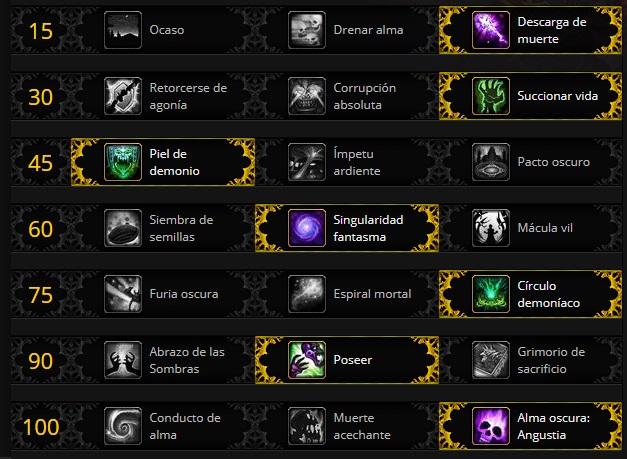 15
Ocaso
Drenar alma
Descarga de
muerte
30
Retorcerse de
agonía
Corrupción
absoluta
Succionar vida
45
Piel de
demonio
Ímpetu
ardiente
Pacto oscuro
60
Siembra de
semillas
Singularidad
fantasma
Mácula vil
75
Furia oscura
Espiral mortal
Círculo
demoníaco
90
Abrazo de las
Sombras
Poseer
Grimorio de
sacrificio
100
Conducto de
alma
Muerte
acechante
Alma oscura:
Angustia